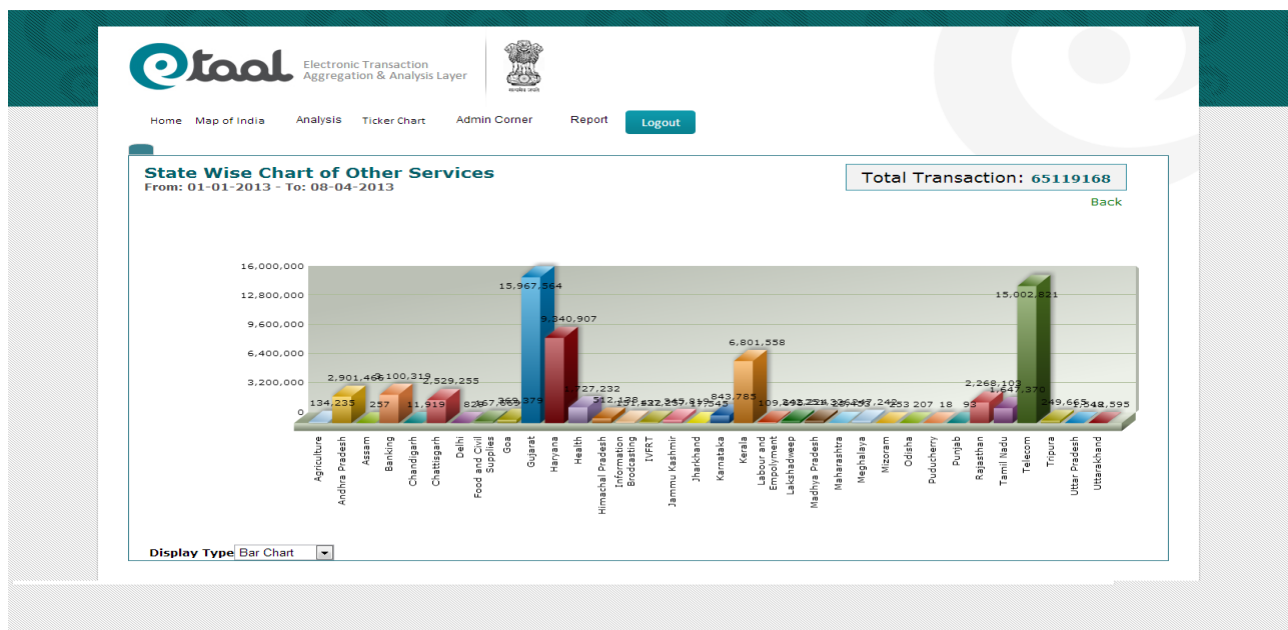 etaal
Electronic Transaction
Aggregation & Analysis Layer
Home Map of India Analysis Ticker Chart Admin Corner Report Logout
State Wise Chart of Other Services
From: 01-01-2013 - To: 08-04-2013
Total Transaction: 65119168
Back
16,000,000
12,800,000
9,600,000
6,400,000
3,200,000
0
134,235
2,901,466
257
3,100,319
11,919
2,529,255
15,967,564
9,340,907
1,727,232
843,785
6,801,558
253
207
18
93
2,268,103
1,647,370
15,002,821
249,665
Agriculture
Andhra Pradesh
Assam
Banking
Chandigarh
Chattisgarh
Delhi
Food and Civil
Supplies
Goa
Gujarat
Haryana
Health
Himachal Pradesh
Information
Brodcasting
IVFRT
Jammu Kashmir
Jharkhand
Karnataka
Kerala
Labour and
Empolyment
Lakshadweep
Madhya Pradesh
Maharashtra
Meghalaya
Mizoram
Odisha
Puducherry
Punjab
Rajasthan
Tamil Nadu
Telecom
Tripura
Uttar Pradesh
Uttarakhand
Display Type Bar Chart